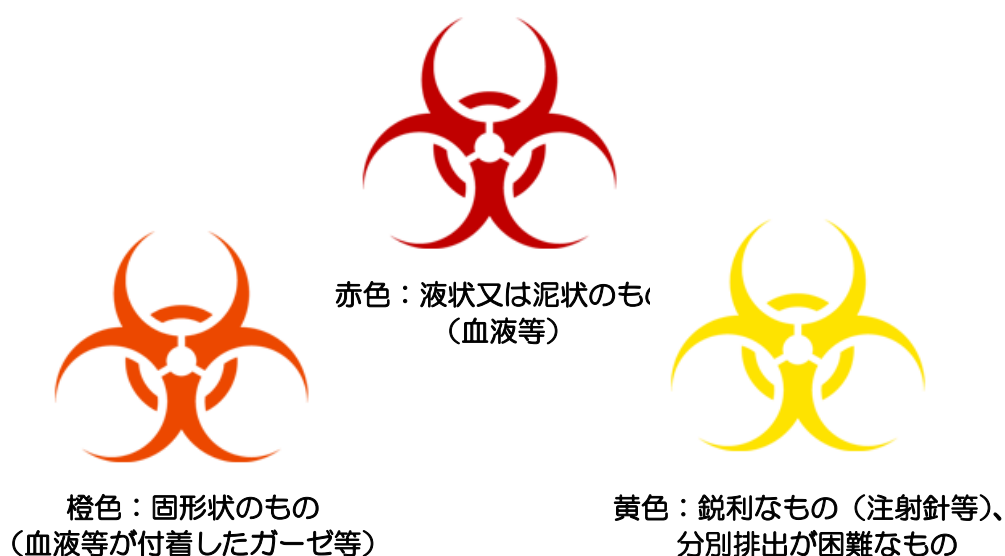 赤色：液状又は泥状のもの
（血液等）
橙色：固形状のもの
（血液等が付着したガーゼ等）
黄色：鋭利なもの（注射針等）、
分別排出が困難なもの